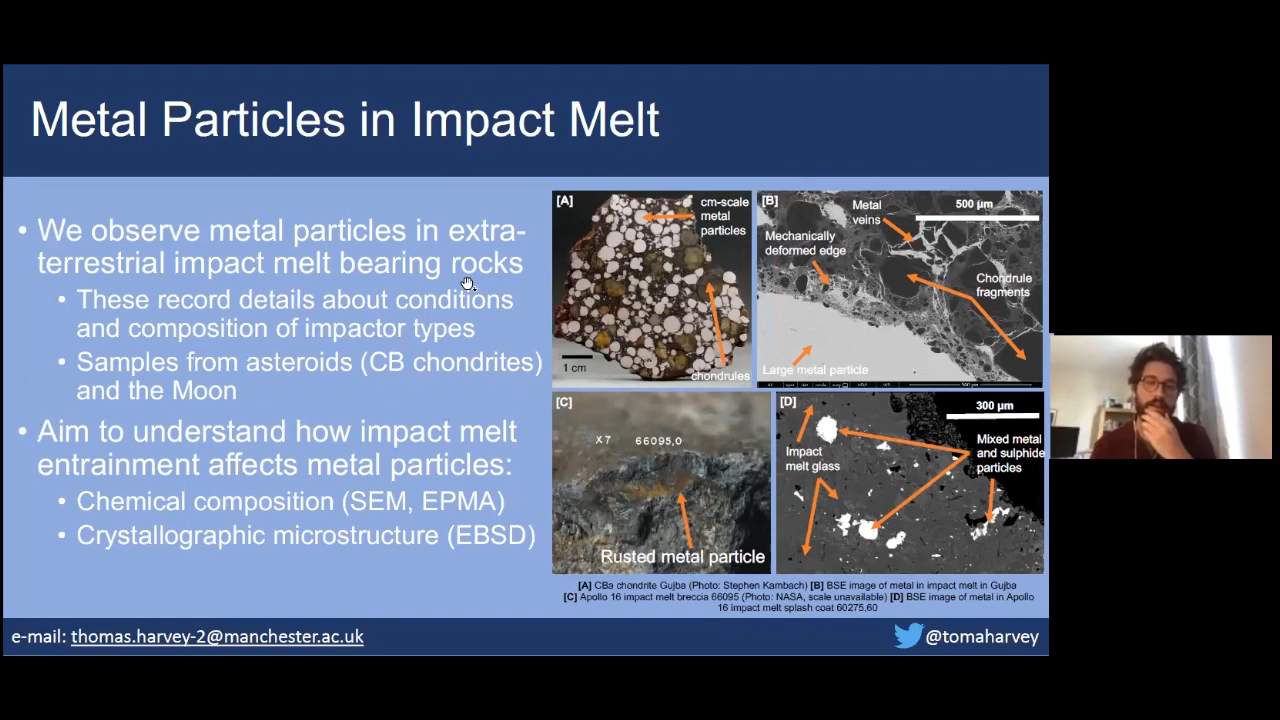 Metal Particles in Impact Melt
• We observe metal particles in extra-
terrestrial impact melt bearing rocks
• These record details about conditions
and composition of impactor types
• Samples from asteroids (CB chondrites)
and the Moon
• Aim to understand how impact melt
entrainment affects metal particles:
• Chemical composition (SEM, EPMA)
• Crystallographic microstructure (EBSD)
[A]
cm-scale
metal
particles
1 cm
chondrules
[B]
Metal
veins
500 µm
Mechanically
deformed edge
Chondrule
fragments
Large metal particle
[C]
X7 66095,0
Rusted metal particle
[D]
300 µm
Impact
melt glass
Mixed metal
and sulphide
particles
[A] CBa chondrite Gujba (Photo: Stephen Kambach) [B] BSE image of metal in impact melt in Gujba
[C] Apollo 16 impact melt breccia 66095 (Photo: NASA, scale unavailable) [D] BSE image of metal in Apollo
16 impact melt splash coat 60275,60
e-mail: thomas.harvey-2@manchester.ac.uk
@tomaharvey